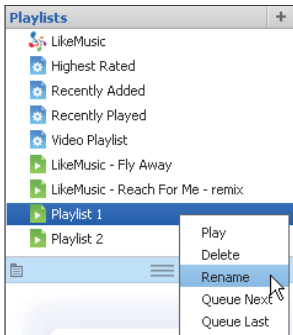 Playlists +
LikeMusic
Highest Rated
Recently Added
Recently Played
Video Playlist
LikeMusic - Fly Away
LikeMusic - Reach For Me - remix
Playlist 1
Playlist 2
Play
Delete
Rename
Queue Next
Queue Last